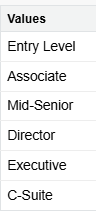 Values
Entry Level
Associate
Mid-Senior
Director
Executive
C-Suite